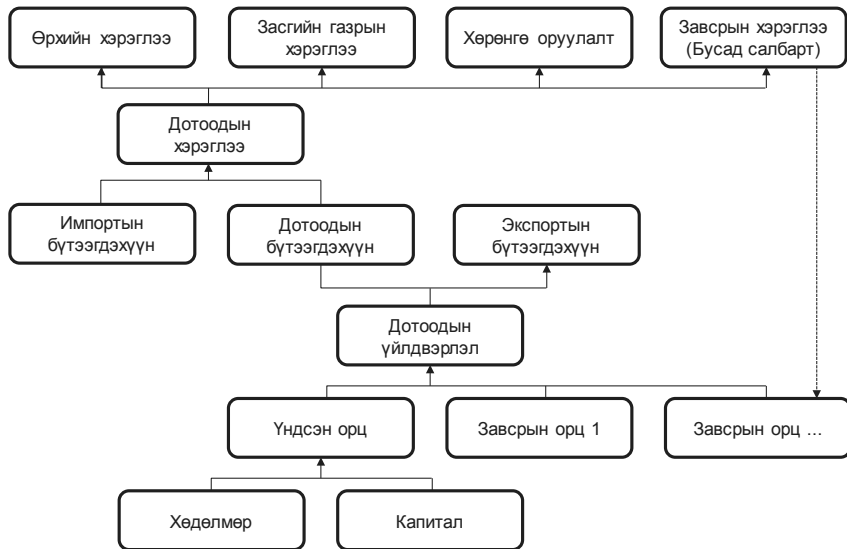 Өрхийн хэрэглээ
Засгийн газрын
хэрэглээ
Хөрөнгө оруулалт
Завсрын хэрэглээ
(Бусад салбарт)
Дотоодын
хэрэглээ
Импортын
бүтээгдэхүүн
Дотоодын
бүтээгдэхүүн
Экспортын
бүтээгдэхүүн
Дотоодын
үйлдвэрлэл
Үндсэн орц
Завсрын орц 1
Завсрын орц ...
Хөдөлмөр
Капитал